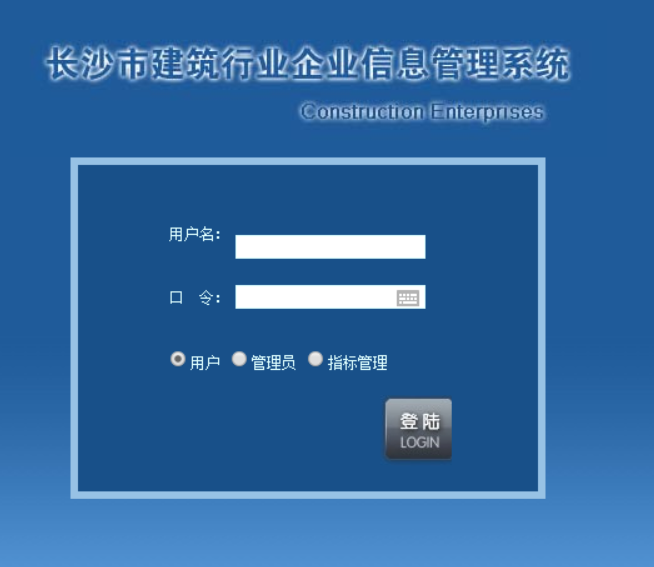 长沙市建筑行业企业信息管理系统
Construction Enterprises
用户名:
口 令:
用户 管理员 指标管理
登陆
LOGIN